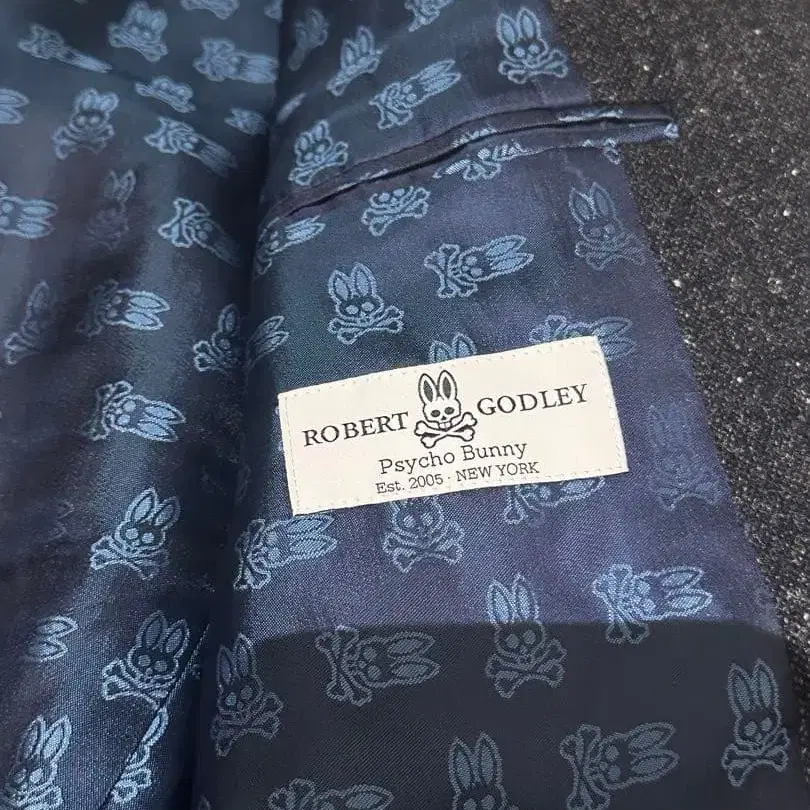 ROBERT GODLEY
Psycho Bunny
Est. 2005 · NEW YORK